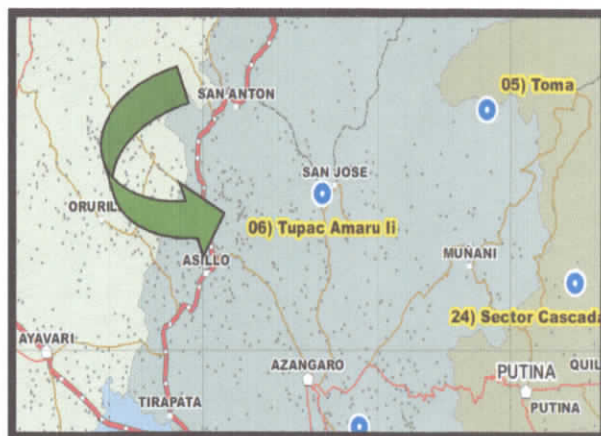 05) Toma
SAN ANTON
SAN JOSE
06) Tupac Amaru Ii
MUÑANI
ASILLO
24) Sector Cascada
AYAVARI
AZANGARO
PUTINA
QUIL
TIRAPATA
PUTINA